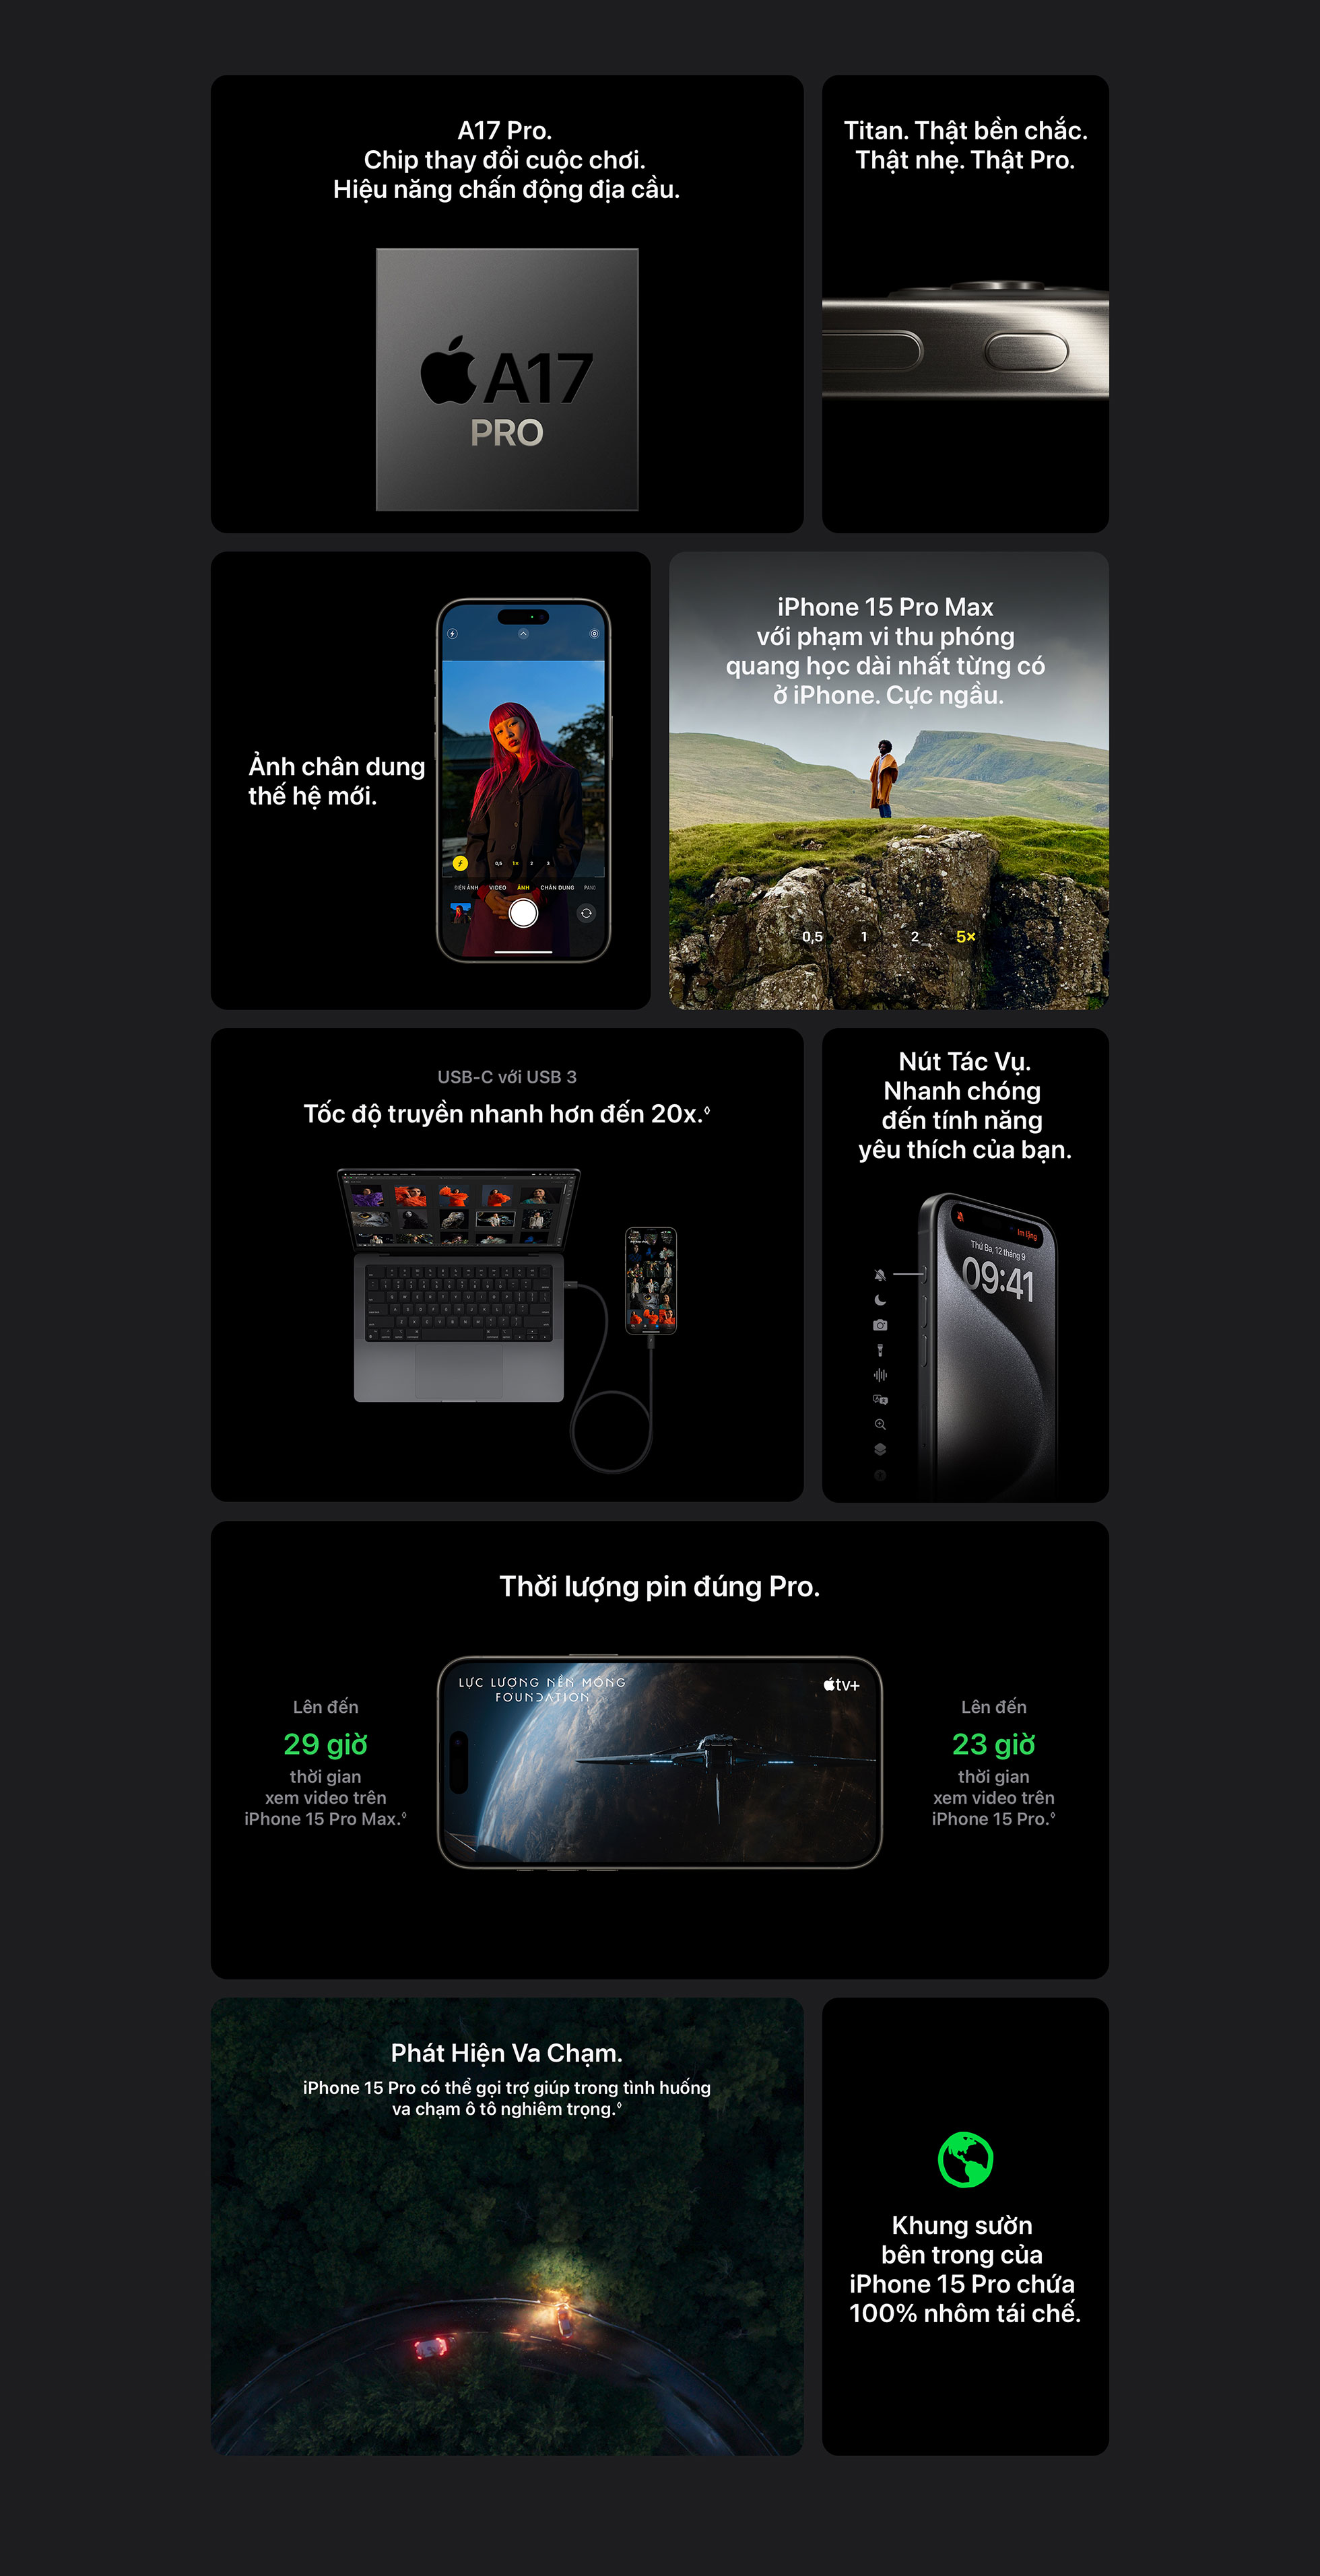 A17 Pro.
Chip thay đổi cuộc chơi.
Hiệu năng chấn động địa cầu.
A17
PRO
Titan. Thật bền chắc.
Thật nhẹ. Thật Pro.
Ảnh chân dung
thế hệ mới.
0,5 1× 2 3
ĐIỆN ẢNH VIDEO ẢNH CHÂN DUNG PANO
iPhone 15 Pro Max
với phạm vi thu phóng
quang học dài nhất từng có
ở iPhone. Cực ngầu.
0,5 1 2 5×
USB-C với USB 3
Tốc độ truyền nhanh hơn đến 20x.◊
Nút Tác Vụ.
Nhanh chóng
đến tính năng
yêu thích của bạn.
Im lặng
Thứ Ba, 12 tháng 9
09:41
Thời lượng pin đúng Pro.
Lên đến
29 giờ
thời gian
xem video trên
iPhone 15 Pro Max.◊
LỰC LƯỢNG NỀN MÓNG
FOUNDATION
tv+
Lên đến
23 giờ
thời gian
xem video trên
iPhone 15 Pro.◊
Phát Hiện Va Chạm.
iPhone 15 Pro có thể gọi trợ giúp trong tình huống
va chạm ô tô nghiêm trọng.◊
Khung sườn
bên trong của
iPhone 15 Pro chứa
100% nhôm tái chế.